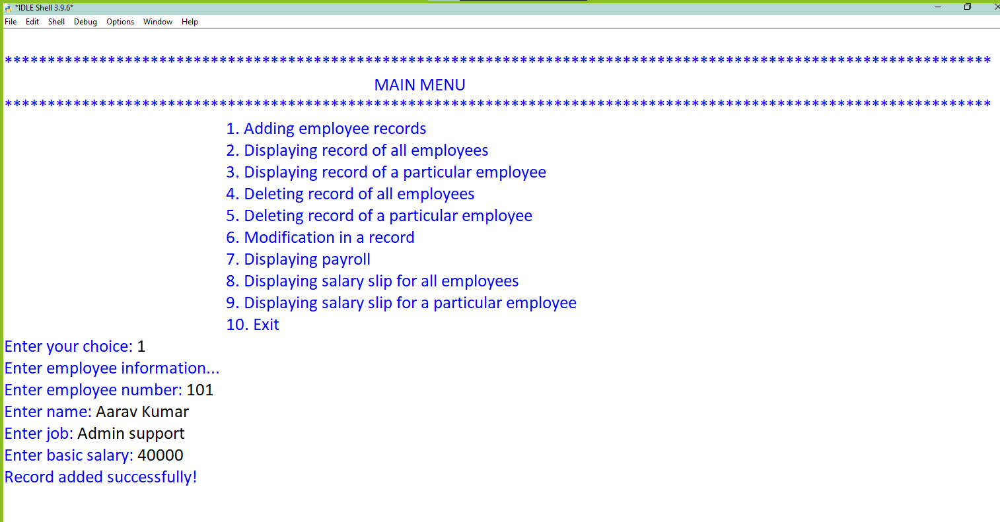 *IDLE Shell 3.9.6*
File Edit Shell Debug Options Window Help
*******************************************************************************************************************
MAIN MENU
*******************************************************************************************************************
1. Adding employee records
2. Displaying record of all employees
3. Displaying record of a particular employee
4. Deleting record of all employees
5. Deleting record of a particular employee
6. Modification in a record
7. Displaying payroll
8. Displaying salary slip for all employees
9. Displaying salary slip for a particular employee
10. Exit
Enter your choice: 1
Enter employee information...
Enter employee number: 101
Enter name: Aarav Kumar
Enter job: Admin support
Enter basic salary: 40000
Record added successfully!